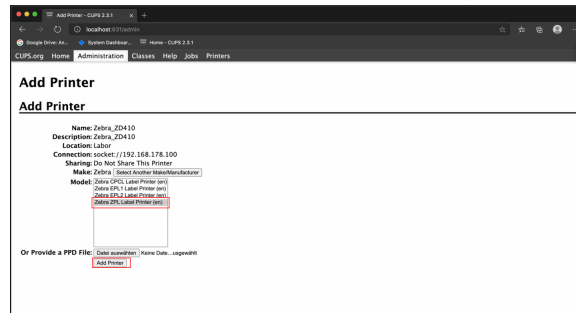 Add Printer - CUPS 2.3.1
localhost:631/admin
Google Drive: An... System Dashboar... Home - CUPS 2.3.1
CUPS.org Home Administration Classes Help Jobs Printers
Add Printer
Add Printer
Name: Zebra_ZD410
Description: Zebra_ZD410
Location: Labor
Connection: socket://192.168.178.100
Sharing: Do Not Share This Printer
Make: Zebra Select Another Make/Manufacturer
Model: Zebra CPCL Label Printer (en)
Zebra EPL1 Label Printer (en)
Zebra EPL2 Label Printer (en)
Zebra ZPL Label Printer (en)
Or Provide a PPD File: Datei auswählen Keine Date...usgewählt
Add Printer